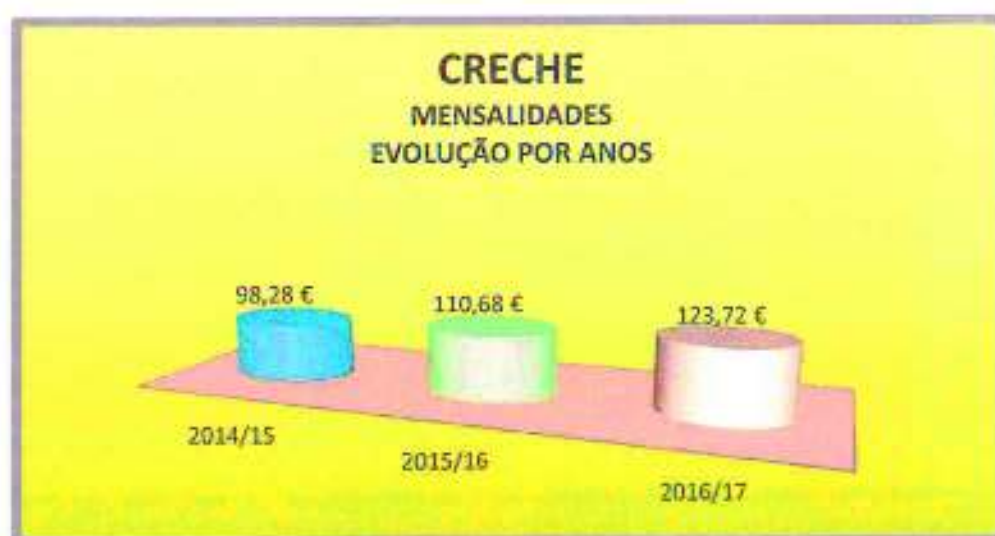 CRECHE
MENSALIDADES
EVOLUÇÃO POR ANOS
98,28 €
110,68 €
123,72 €
2014/15
2015/16
2016/17